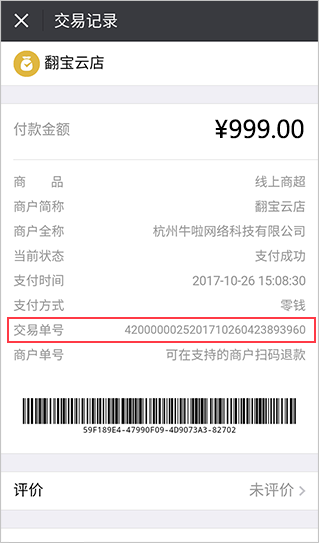 交易记录
翻宝云店
付款金额 ¥999.00
商 品 线上商超
商户简称 翻宝云店
商户全称 杭州牛啦网络科技有限公司
当前状态 支付成功
支付时间 2017-10-26 15:08:30
支付方式 零钱
交易单号 4200000025201710260423893960
商户单号 可在支持的商户扫码退款
59F189E4-47990F09-4D9073A3-82702
评价 未评价